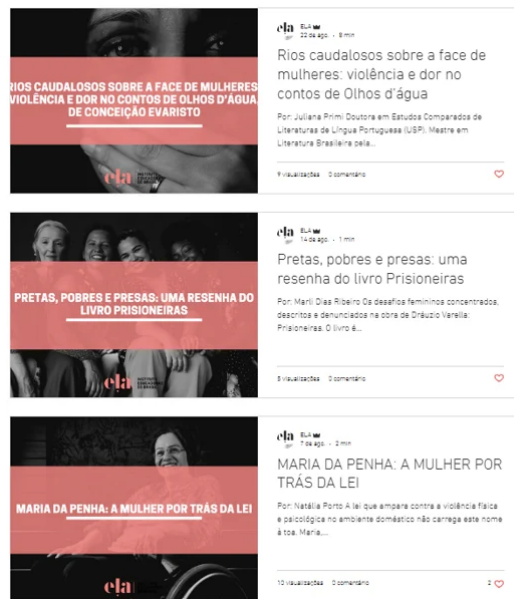 RIOS CAUDALOSOS SOBRE A FACE DE MULHERES:
VIOLÊNCIA E DOR NO CONTOS DE OLHOS D'ÁGUA,
DE CONCEIÇÃO EVARISTO
ela
ela
ELA
22 de ago. · 8 min
Rios caudalosos sobre a face de
mulheres: violência e dor no
contos de Olhos d'água
Por: Juliana Primi Doutora em Estudos Comparados de
Literaturas de Língua Portuguesa (USP). Mestre em
Literatura Brasileira pela...
9 visualizações 0 comentário
PRETAS, POBRES E PRESAS: UMA RESENHA DO
LIVRO PRISIONEIRAS
ela
ela
ELA
14 de ago. · 1 min
Pretas, pobres e presas: uma
resenha do livro Prisioneiras
Por: Marli Dias Ribeiro Os desafios femininos concentrados,
descritos e denunciados na obra de Dráuzio Varella:
Prisioneiras. O livro é...
8 visualizações 0 comentário
MARIA DA PENHA: A MULHER POR TRÁS DA LEI
ela
ela
ELA
7 de ago. · 2 min
MARIA DA PENHA: A MULHER POR
TRÁS DA LEI
Por: Natália Porto A lei que ampara contra a violência física
e psicológica no ambiente doméstico não carrega este nome
à toa. Maria,...
10 visualizações 0 comentário
2